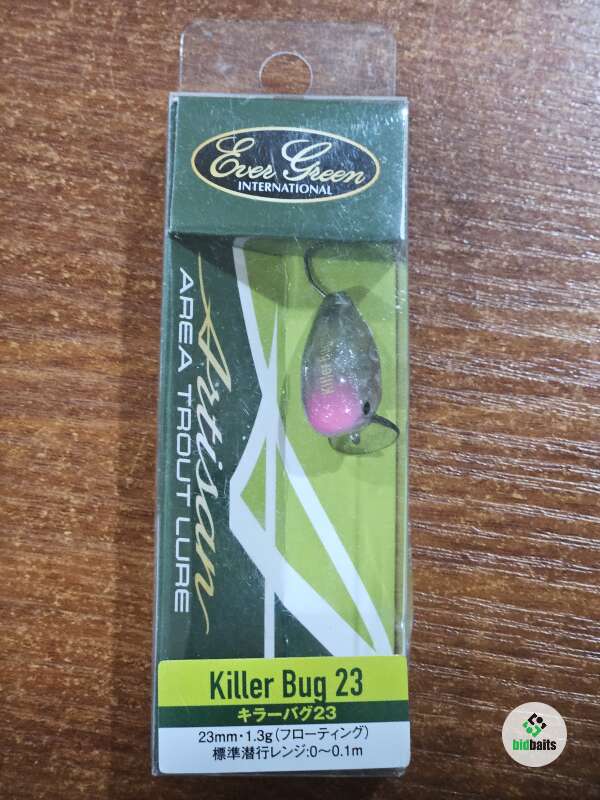 Ever Green
INTERNATIONAL
Artisan
AREA TROUT LURE
Killer
Killer Bug 23
キラーバグ23
23mm・1.3g(フローティング)
標準潜行レンジ:0〜0.1m
bidbaits